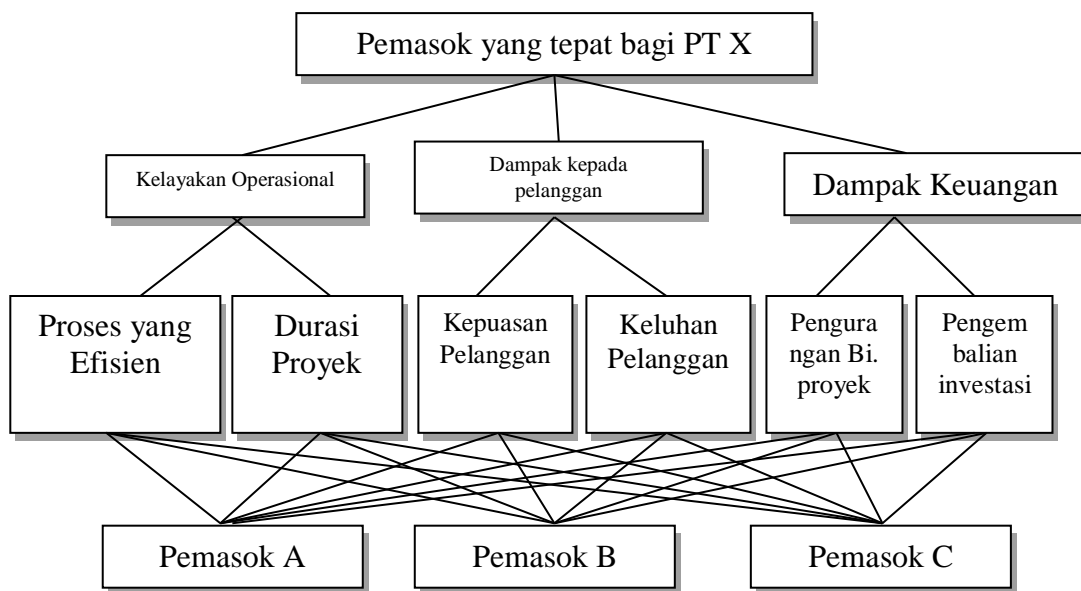 Pemasok yang tepat bagi PT X
Kelayakan Operasional
Dampak kepada
pelanggan
Dampak Keuangan
Proses yang
Efisien
Durasi
Proyek
Kepuasan
Pelanggan
Keluhan
Pelanggan
Pengura
ngan Bi.
proyek
Pengem
balian
investasi
Pemasok A
Pemasok B
Pemasok C